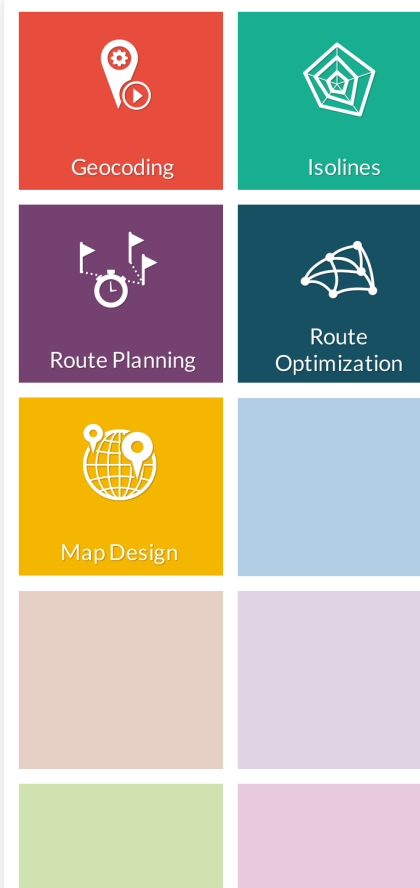 Geocoding
Isolines
Route Planning
Route
Optimization
Map Design